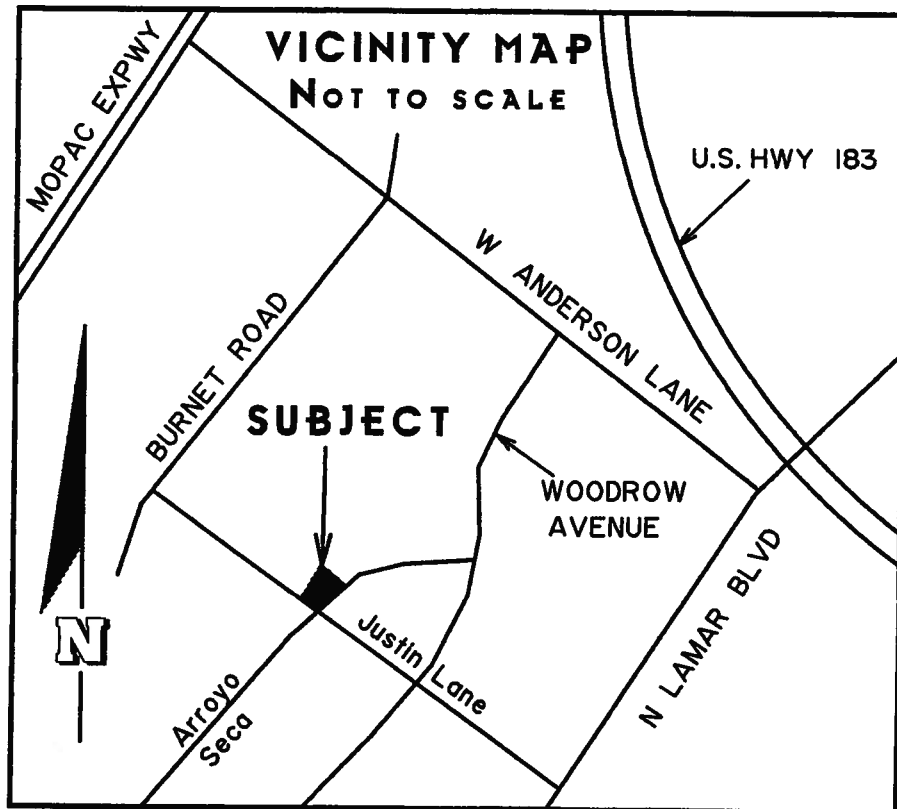 VICINITY MAP
NOT TO SCALE
MOPAC EXPWY
U.S. HWY 183
W ANDERSON LANE
BURNET ROAD
SUBJECT
WOODROW
AVENUE
N LAMAR BLVD
Justin Lane
Arroyo
Seca
N